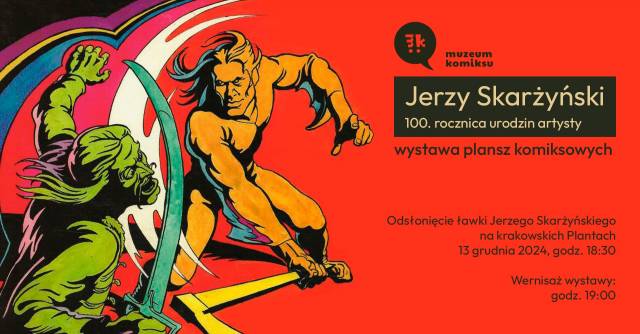 muzeum
komiksu
Jerzy Skarżyński
100. rocznica urodzin artysty
wystawa plansz komiksowych
Odsłonięcie ławki Jerzego Skarżyńskiego
na krakowskich Plantach
13 grudnia 2024, godz. 18:30
Wernisaż wystawy:
godz. 19:00